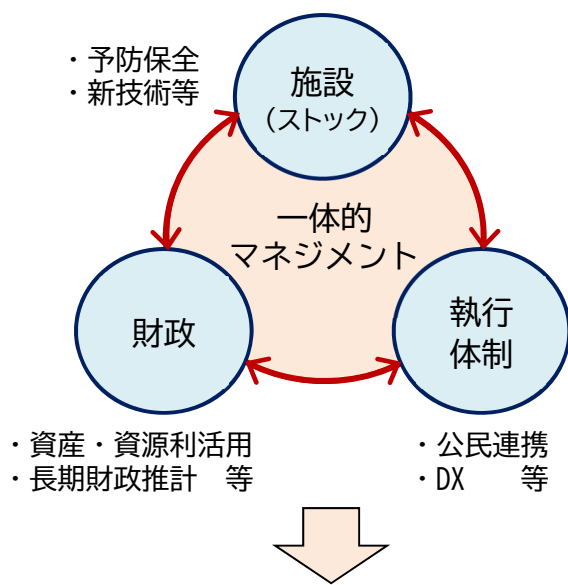 ・予防保全
・新技術等
施設
(ストック)
一体的
マネジメント
財政
執行
体制
・資産・資源利活用
・長期財政推計　等
・公民連携
・DX　　等